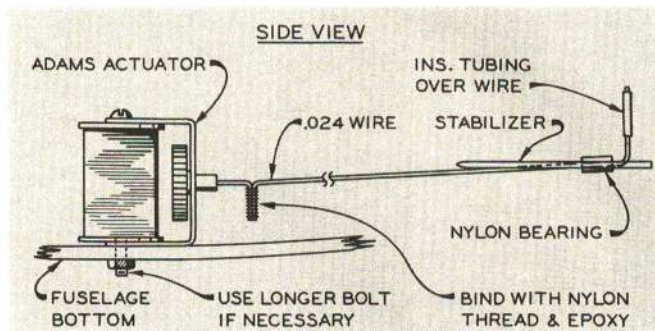 SIDE VIEW
ADAMS ACTUATOR
INS. TUBING
OVER WIRE
.024 WIRE
STABILIZER
NYLON BEARING
FUSELAGE
BOTTOM
USE LONGER BOLT
IF NECESSARY
BIND WITH NYLON
THREAD & EPOXY